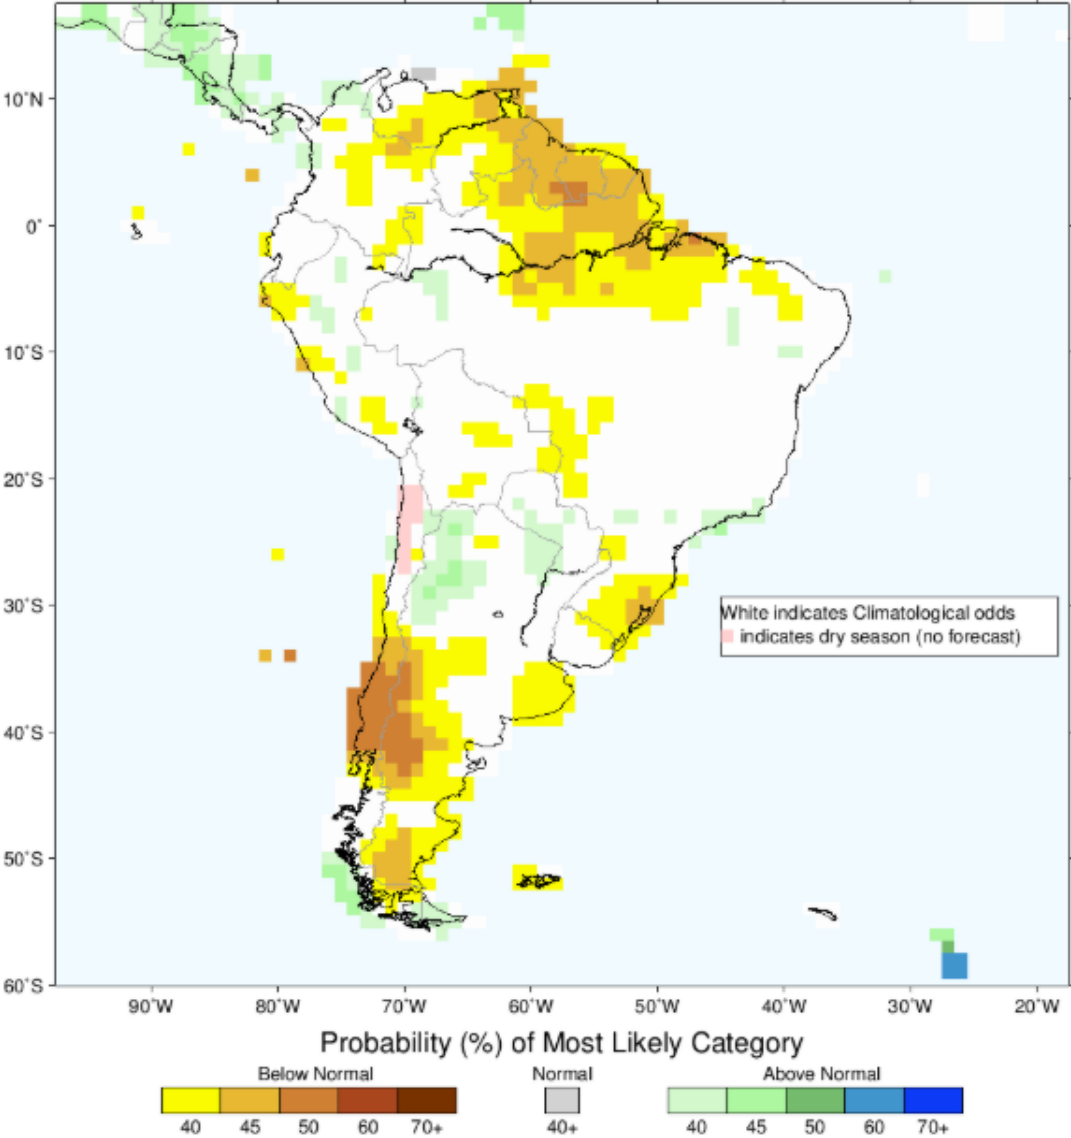 10°N
0°
10°S
20°S
30°S
40°S
50°S
60°S
White indicates Climatological odds
indicates dry season (no forecast)
90°W 80°W 70°W 60°W 50°W 40°W 30°W 20°W
Probability (%) of Most Likely Category
Below Normal Normal Above Normal
40 45 50 60 70+ 40+ 40 45 50 60 70+